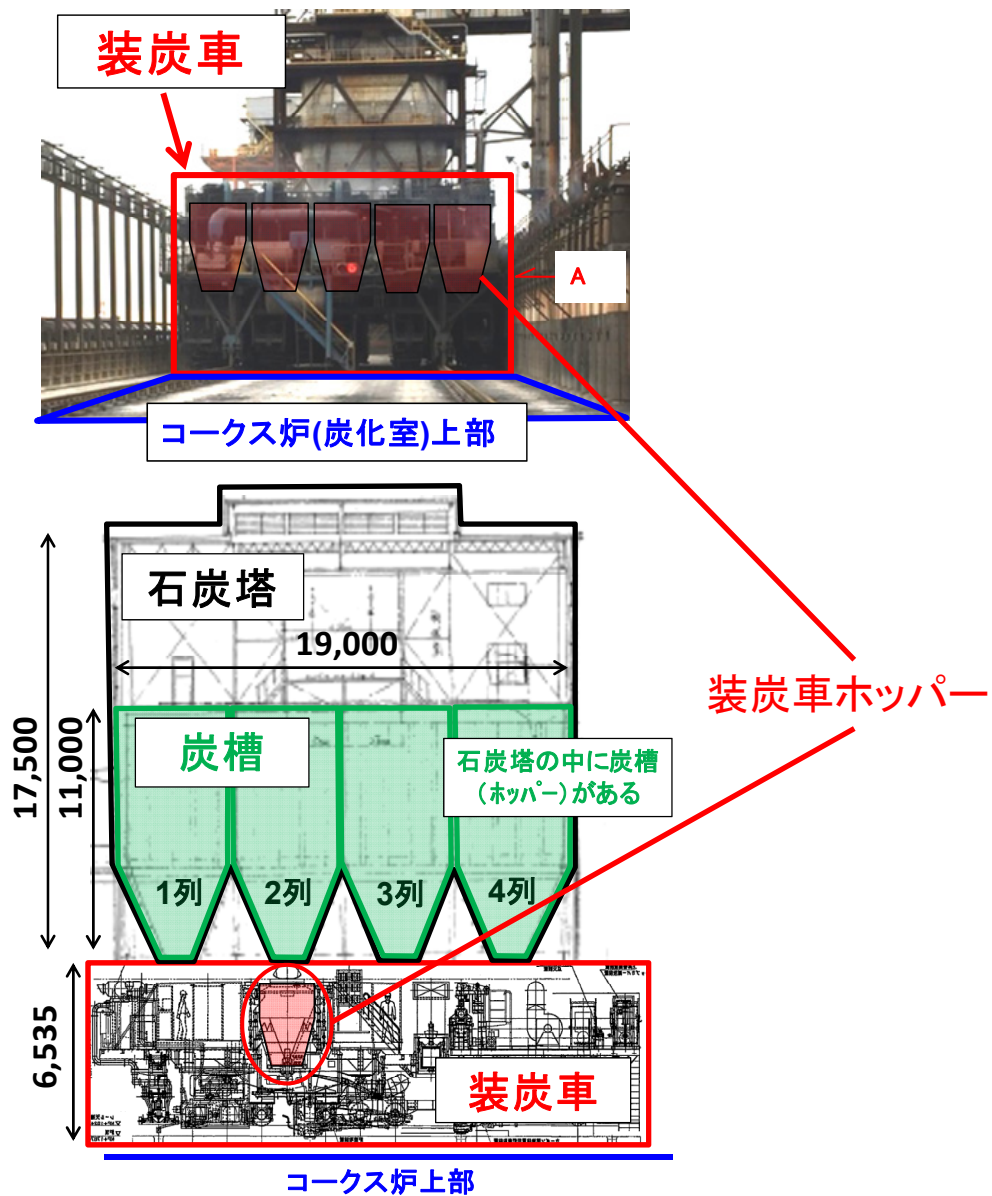 装炭車
A
コークス炉(炭化室)上部
石炭塔
19,000
装炭車ホッパー
炭槽
石炭塔の中に炭槽
(ﾎｯﾊﾟｰ)がある
17,500
11,000
1列
2列
3列
4列
6,535
装炭車
コークス炉上部